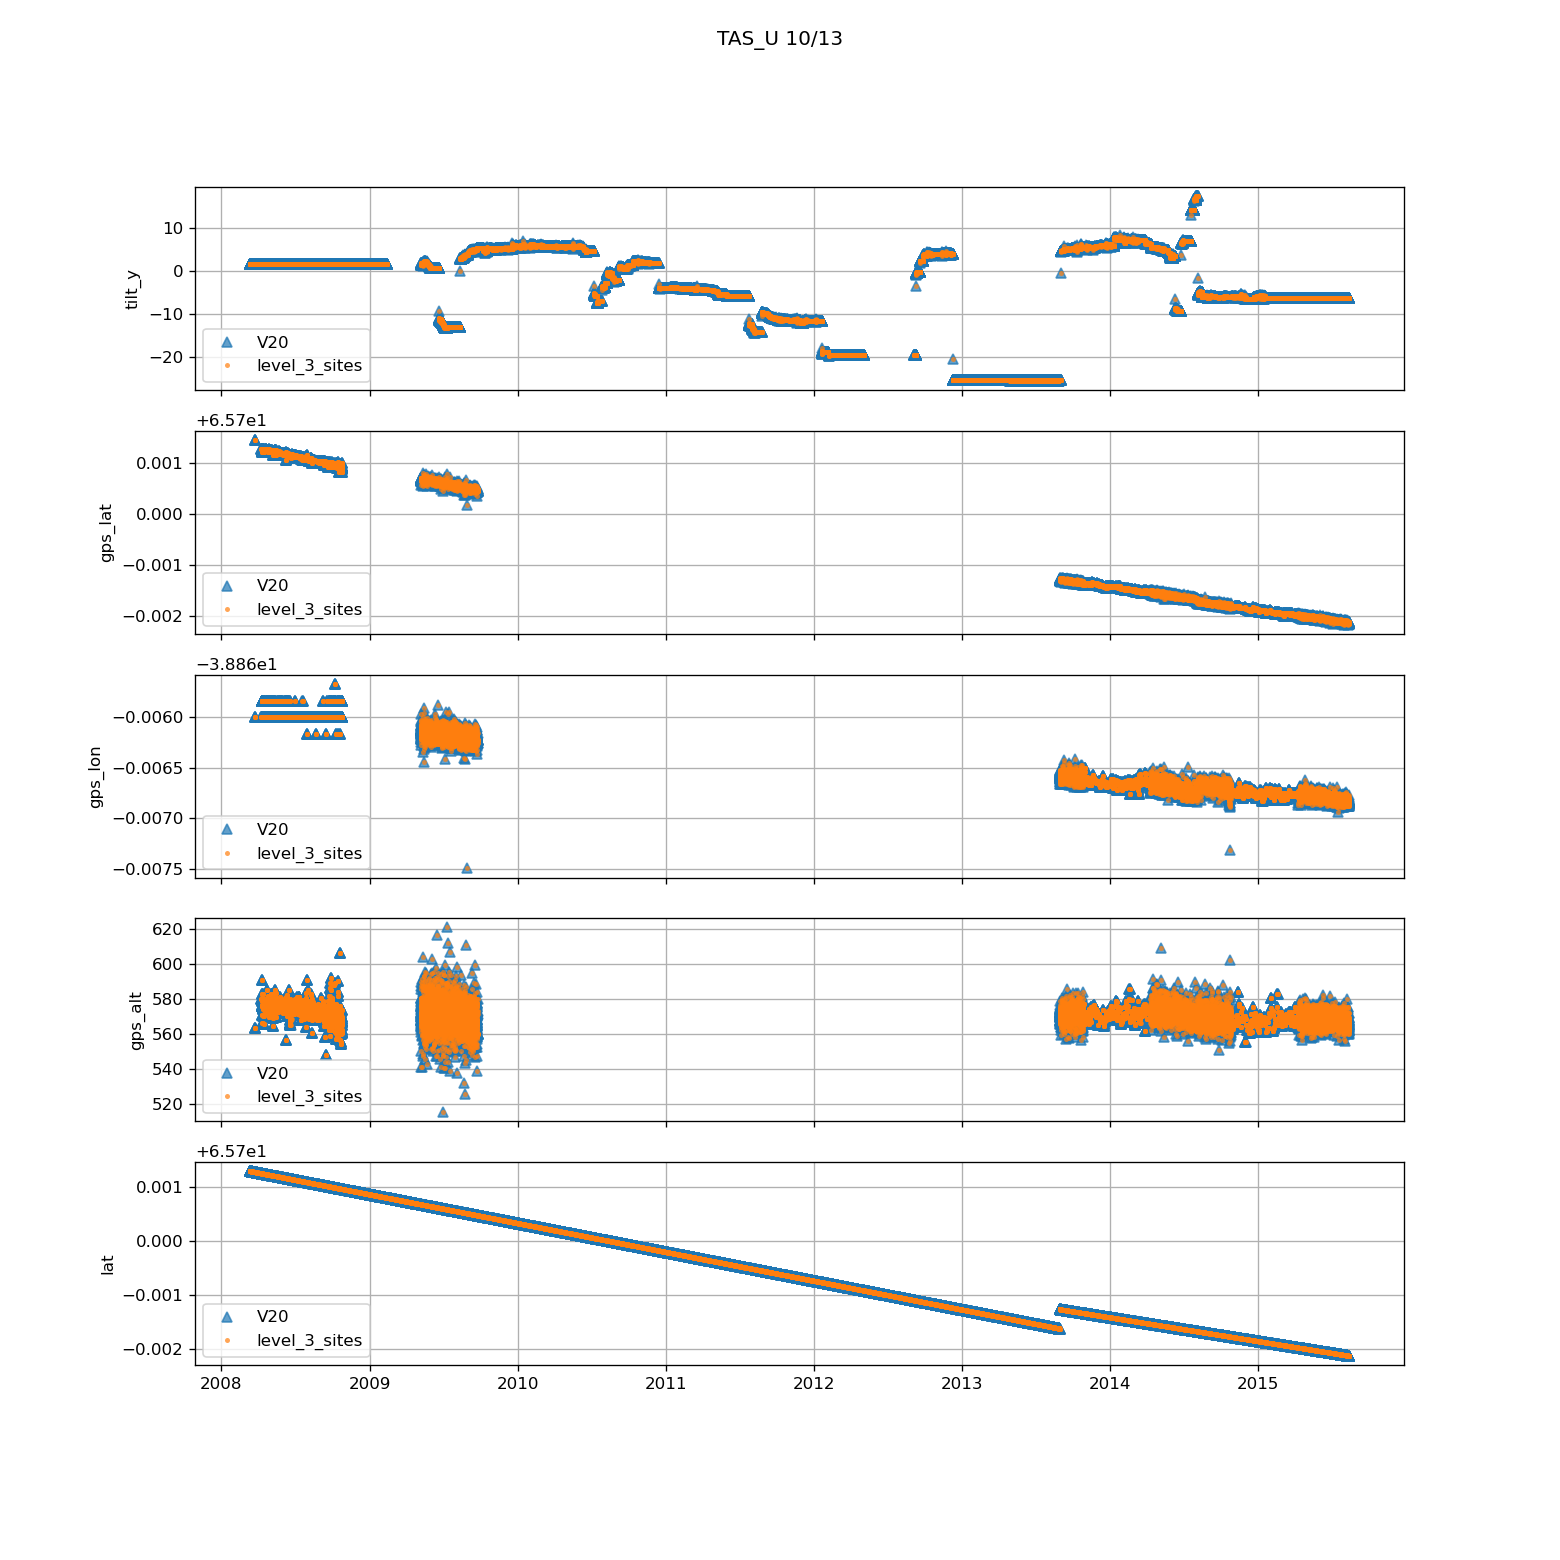 TAS_U 10/13
10
0
−10
−20
tilt_y
V20
level_3_sites
+6.57e1
0.001
0.000
−0.001
−0.002
gps_lat
V20
level_3_sites
−3.886e1
−0.0060
−0.0065
−0.0070
−0.0075
gps_lon
V20
level_3_sites
620
600
580
560
540
520
gps_alt
V20
level_3_sites
+6.57e1
0.001
0.000
−0.001
−0.002
lat
V20
level_3_sites
2008 2009 2010 2011 2012 2013 2014 2015